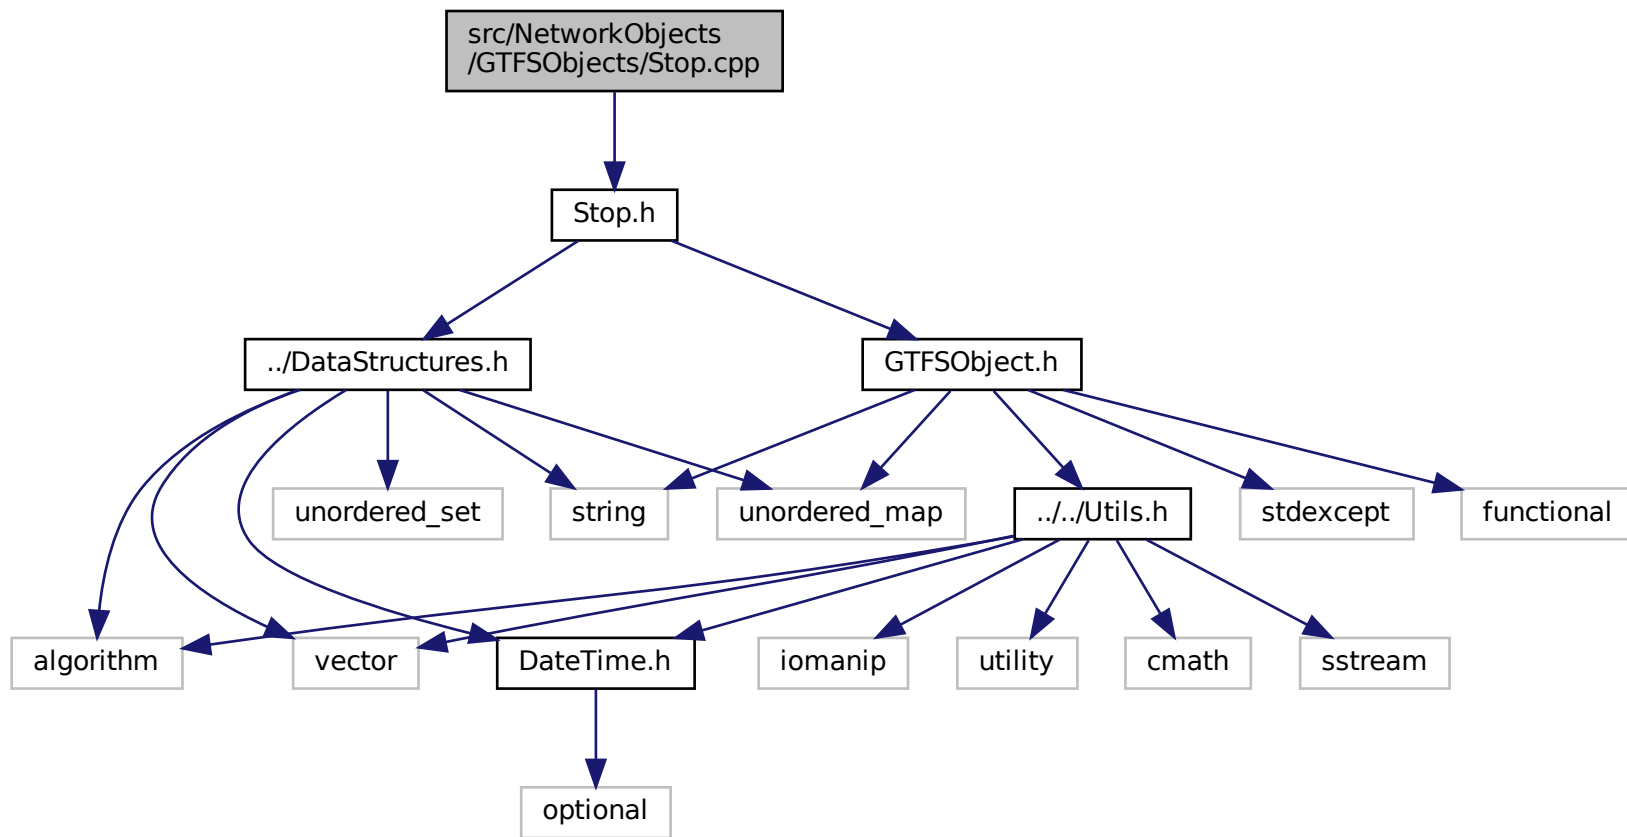 src/NetworkObjects
/GTFSObjects/Stop.cpp
Stop.h
../DataStructures.h
GTFSObject.h
unordered_set
string
unordered_map
../../Utils.h
stdexcept
functional
algorithm
vector
DateTime.h
iomanip
utility
cmath
sstream
optional